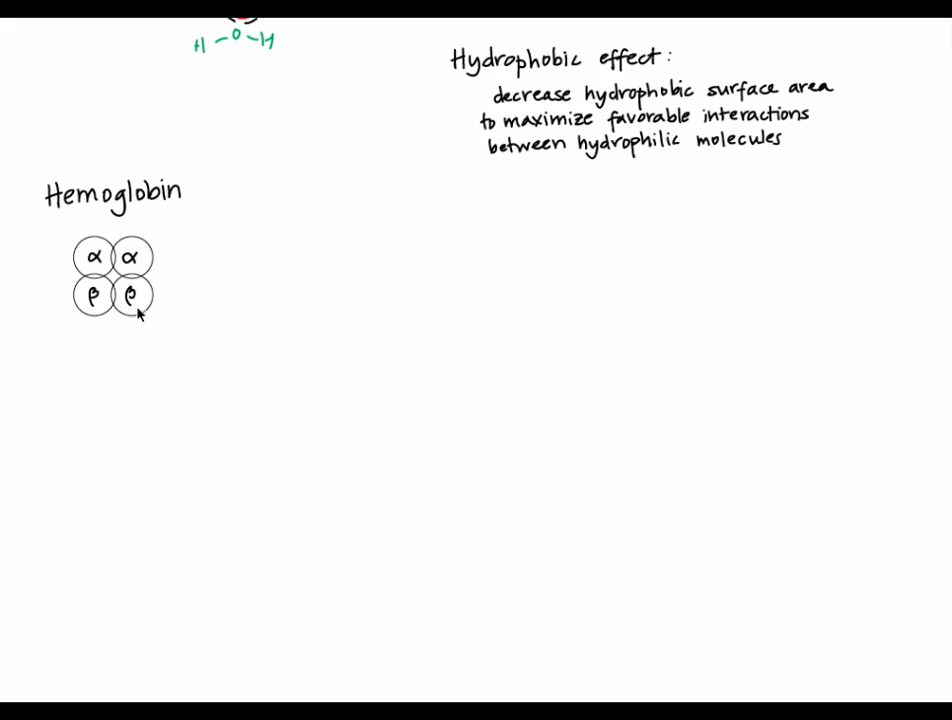 H-O-H
Hydrophobic effect:
decrease hydrophobic surface area
to maximize favorable interactions
between hydrophilic molecules
Hemoglobin
α α
β β